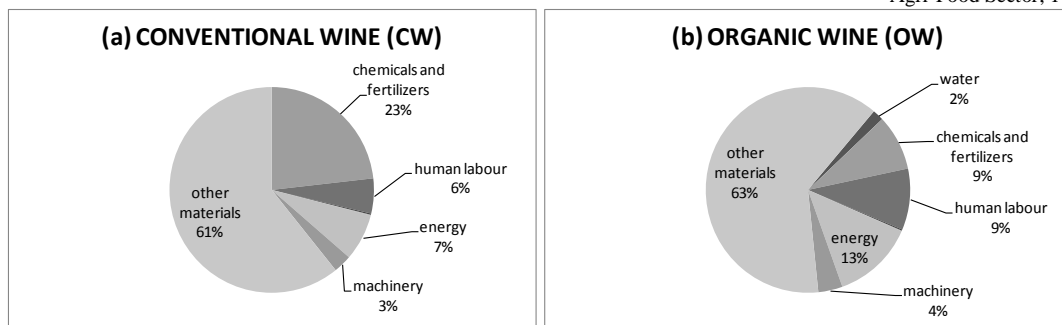 Agri-Food Sector, 1
(a) CONVENTIONAL WINE (CW)
chemicals and
fertilizers
23%
human labour
6%
energy
7%
machinery
3%
other
materials
61%
(b) ORGANIC WINE (OW)
water
2%
chemicals and
fertilizers
9%
human labour
9%
energy
13%
machinery
4%
other
materials
63%